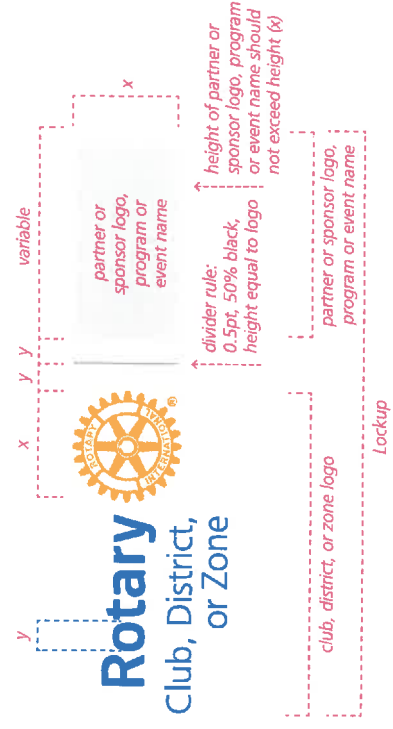 y
x
y
y
variable
Rotary
Club, District,
or Zone
ROTARY
INTERNATIONAL
partner or
sponsor logo,
program or
event name
x
divider rule:
0.5pt, 50% black,
height equal to logo
height of partner or
sponsor logo, program
or event name should
not exceed height (x)
club, district, or zone logo
partner or sponsor logo,
program or event name
Lockup